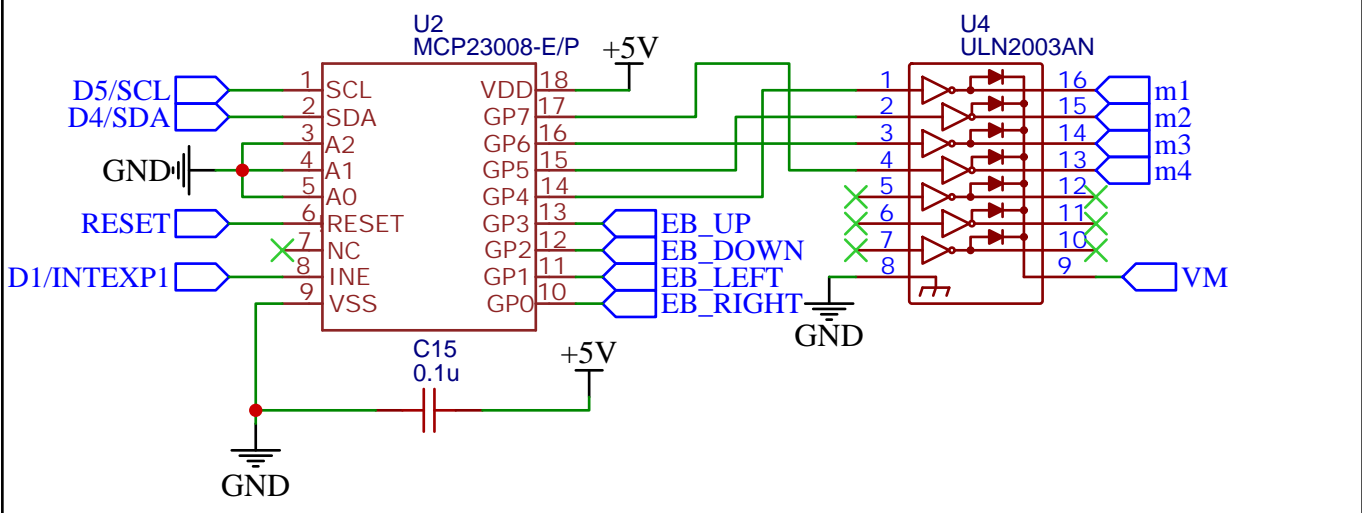 U2
MCP23008-E/P
+5V
U4
ULN2003AN
D5/SCL 1 SCL VDD 18
D4/SDA 2 SDA GP7 17
3 A2 GP6 16
GND 4 A1 GP5 15
5 A0 GP4 14
RESET 6 RESET GP3 13 EB_UP
7 NC GP2 12 EB_DOWN
D1/INTEXP1 8 INE GP1 11 EB_LEFT
9 VSS GP0 10 EB_RIGHT
1 16 m1
2 15 m2
3 14 m3
4 13 m4
5 12
6 11
7 10
8 9 VM
GND
C15
0.1u
+5V
GND